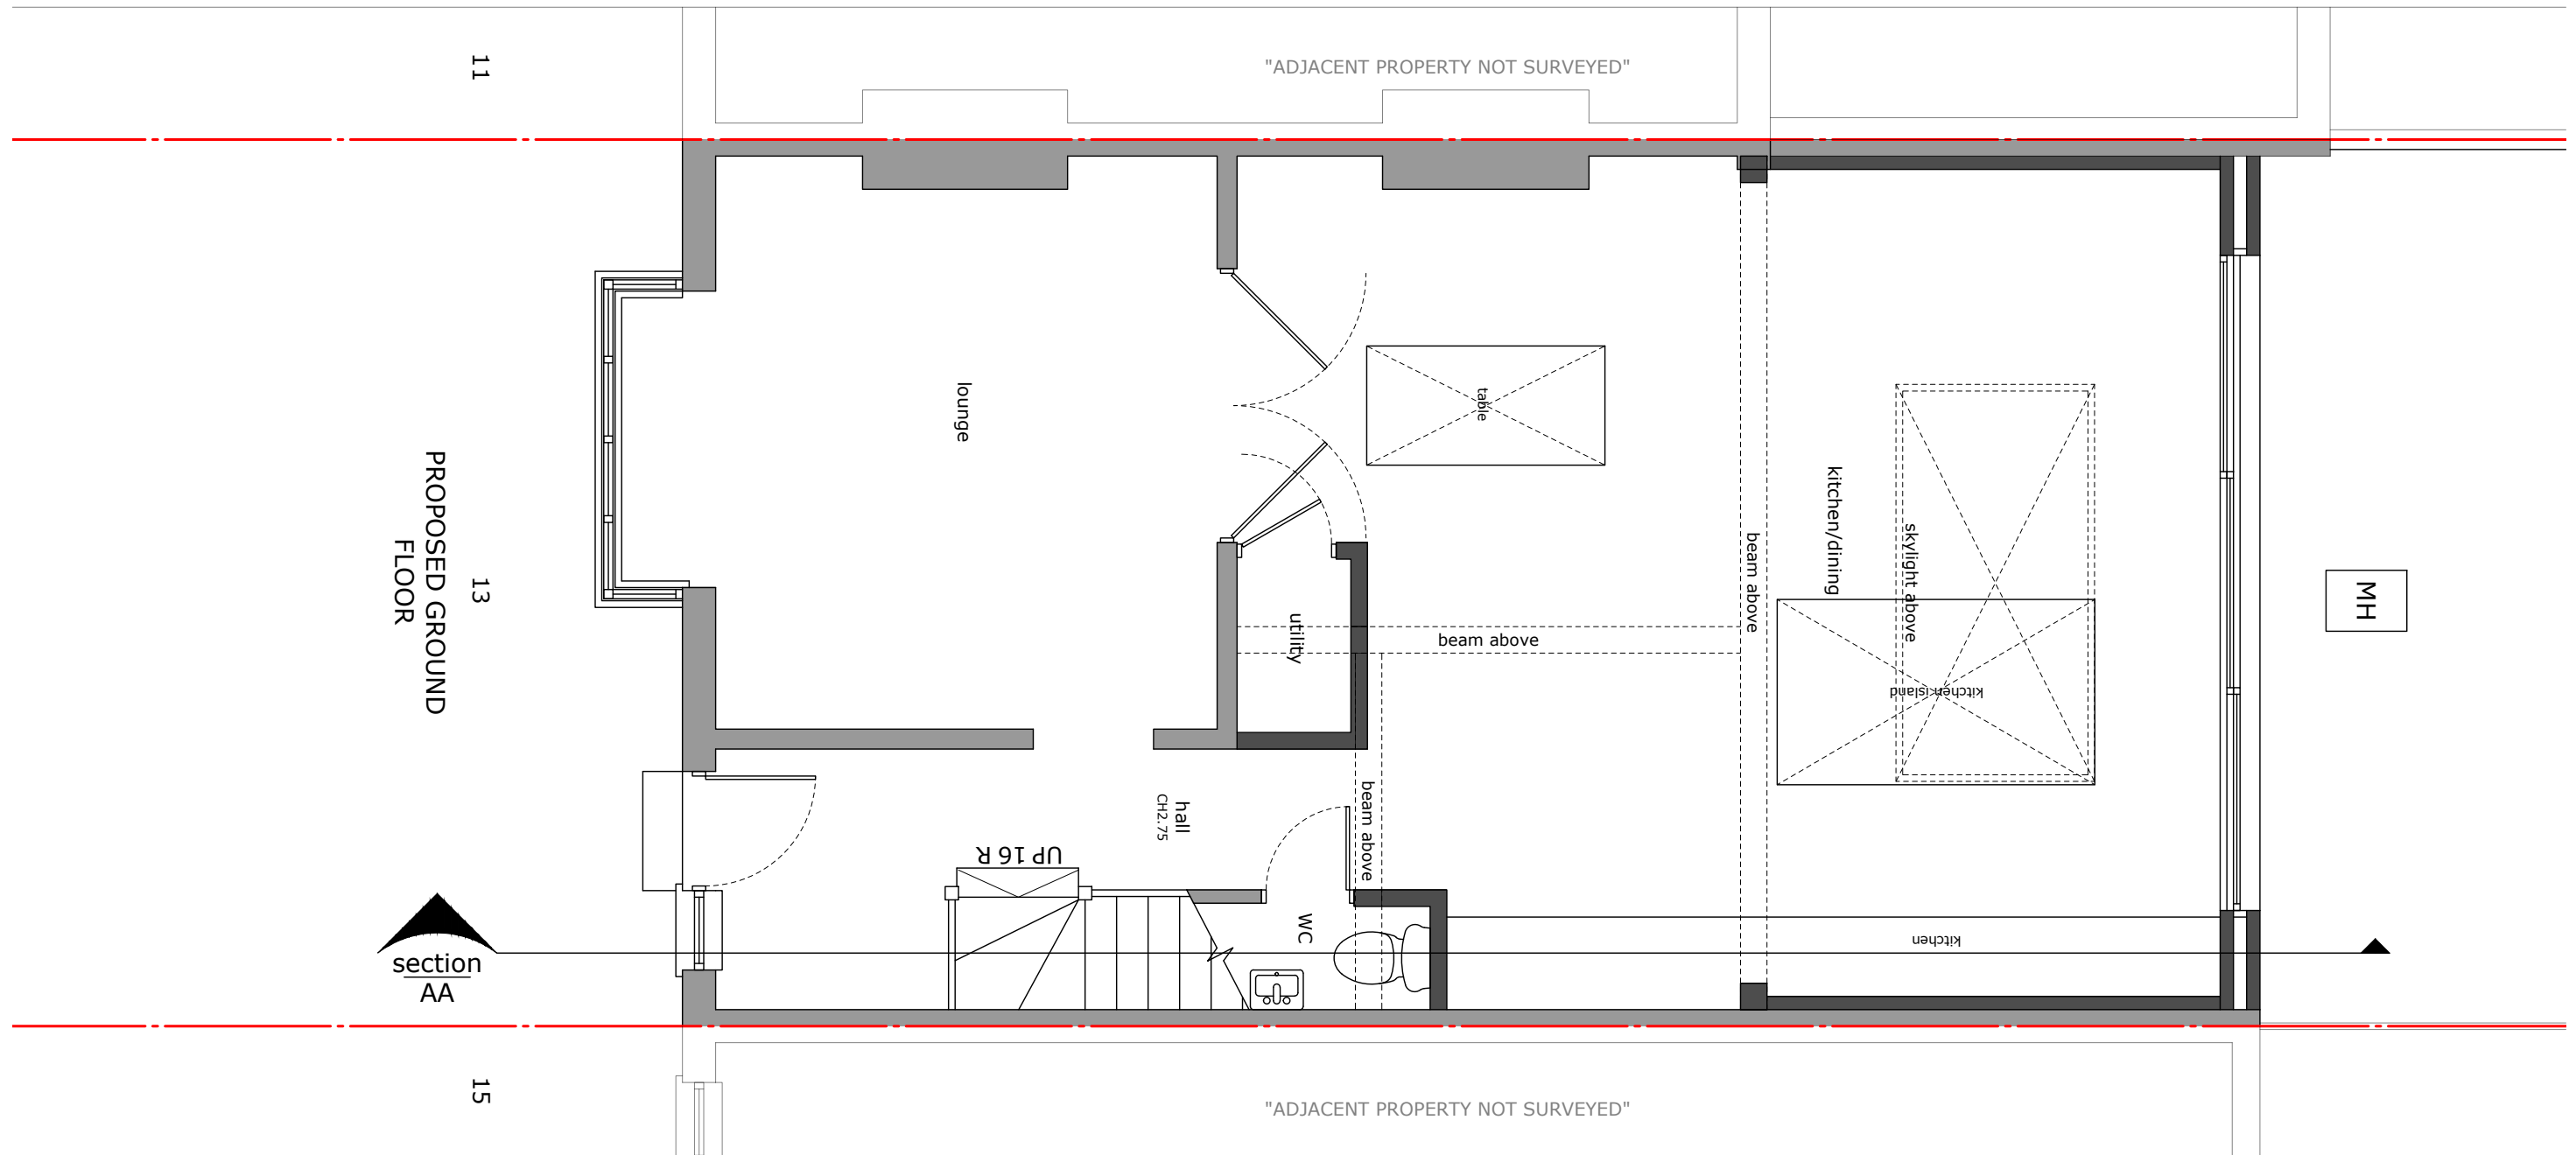 11
"ADJACENT PROPERTY NOT SURVEYED"
lounge
table
PROPOSED GROUND
FLOOR
13
utility
beam above
beam above
kitchen/dining
skylight above
kitchen island
MH
hall
CH2.75
beam above
UP 16 R
WC
kitchen
section
AA
15
"ADJACENT PROPERTY NOT SURVEYED"